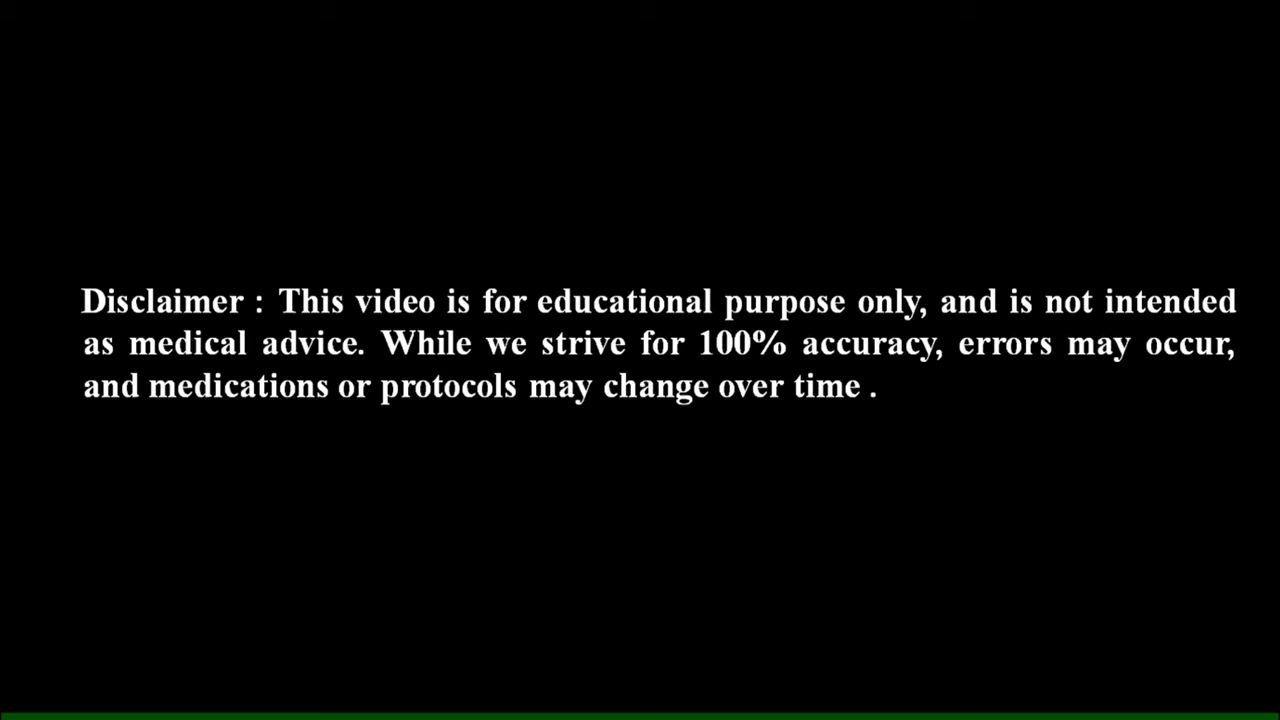 Disclaimer : This video is for educational purpose only, and is not intended
as medical advice. While we strive for 100% accuracy, errors may occur,
and medications or protocols may change over time .